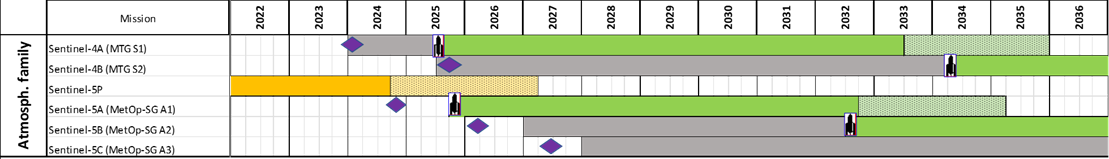 Mission
2022 2023 2024 2025 2026 2027 2028 2029 2030 2031 2032 2033 2034 2035 2036
Atmosph. family
Sentinel-4A (MTG S1)
Sentinel-4B (MTG S2)
Sentinel-5P
Sentinel-5A (MetOp-SG A1)
Sentinel-5B (MetOp-SG A2)
Sentinel-5C (MetOp-SG A3)